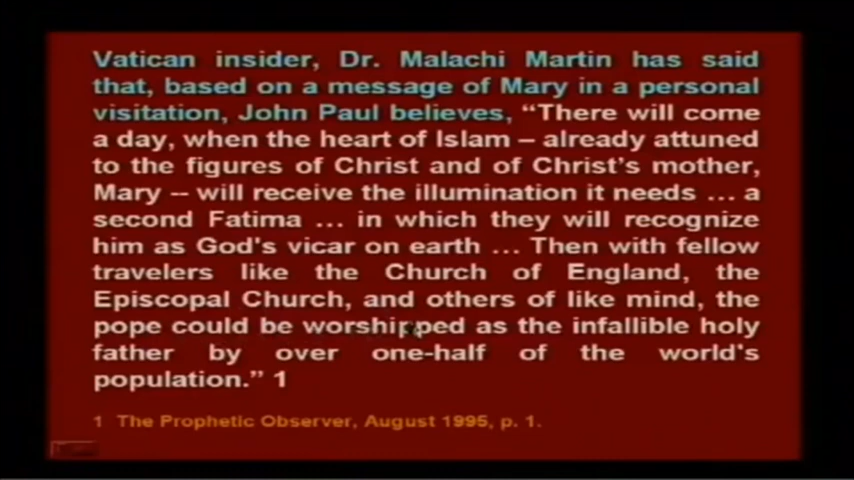 Vatican insider, Dr. Malachi Martin has said
that, based on a message of Mary in a personal
visitation, John Paul believes, “There will come
a day, when the heart of Islam – already attuned
to the figures of Christ and of Christ's mother,
Mary -- will receive the illumination it needs ... a
second Fatima ... in which they will recognize
him as God's vicar on earth ... Then with fellow
travelers like the Church of England, the
Episcopal Church, and others of like mind, the
pope could be worshipped as the infallible holy
father by over one-half of the world's
population.” 1
1 The Prophetic Observer, August 1995, p. 1.